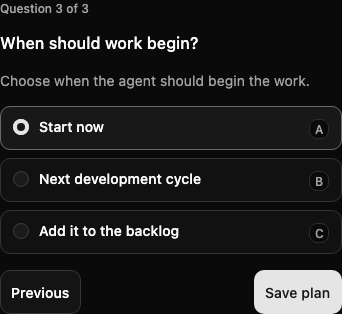 Question 3 of 3
When should work begin?
Choose when the agent should begin the work.
Start now A
Next development cycle B
Add it to the backlog C
Previous Save plan